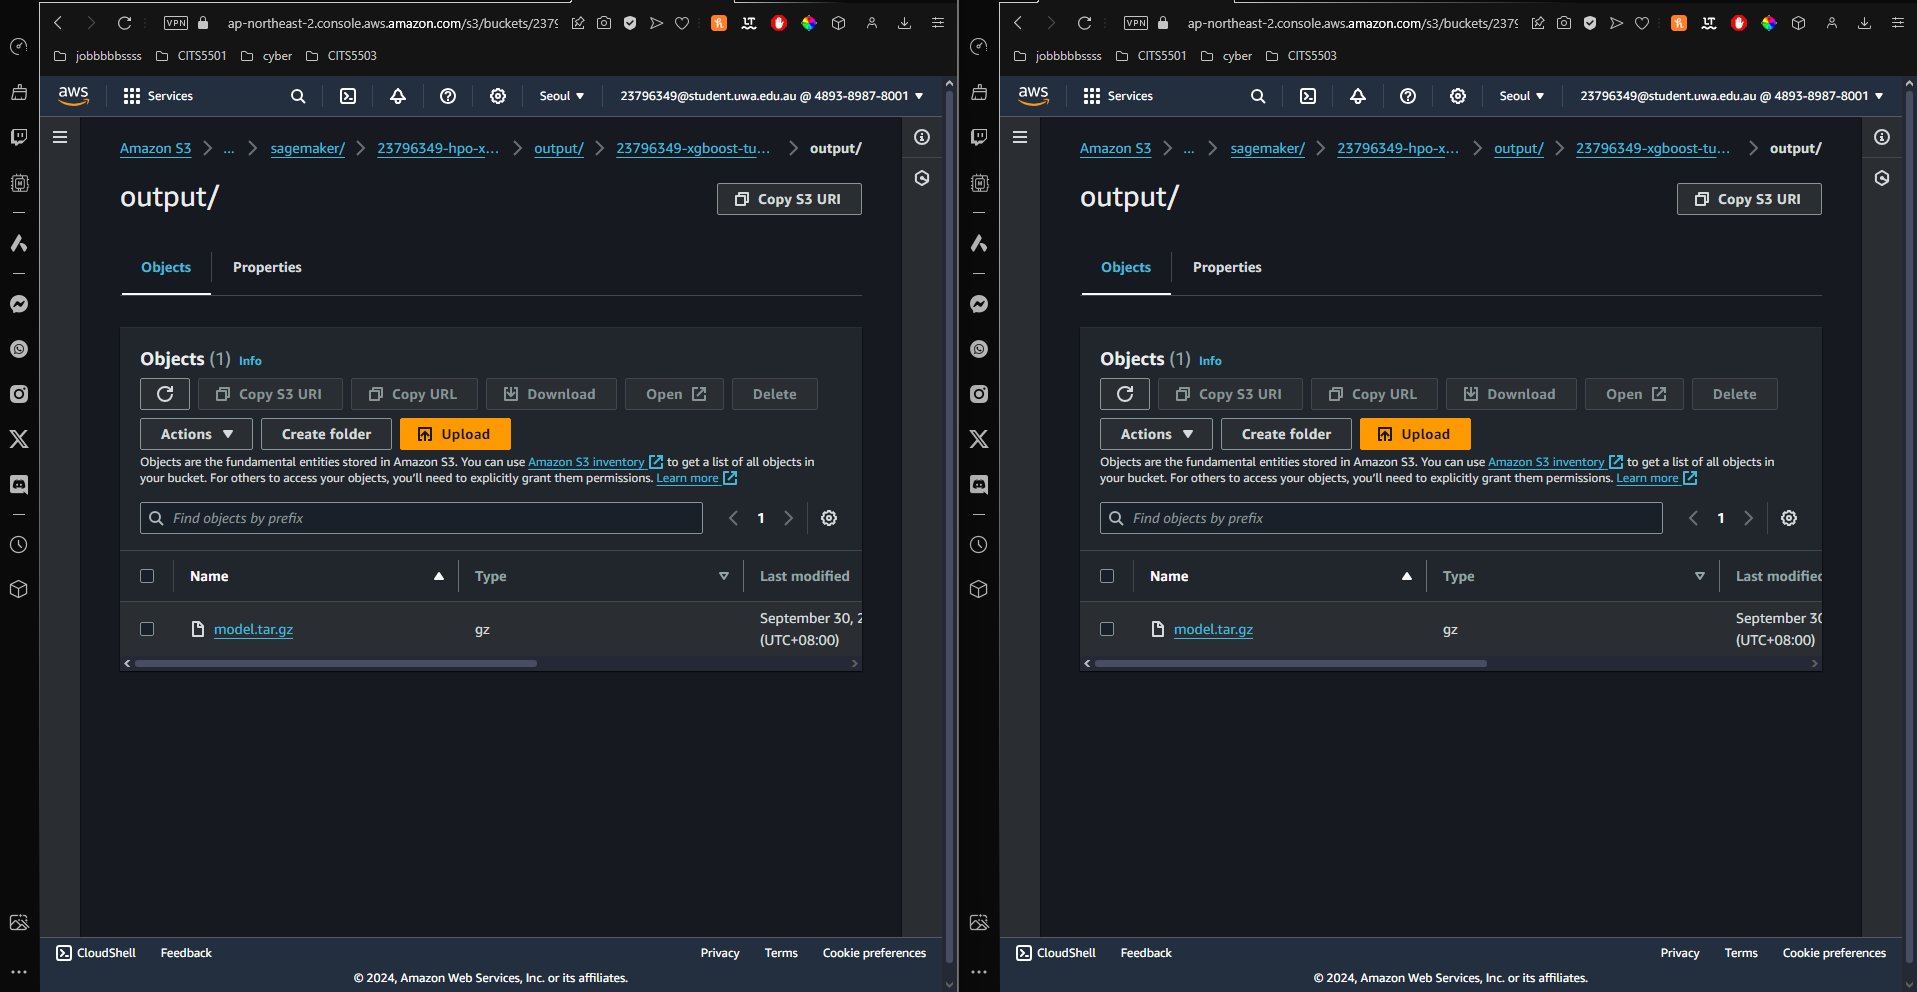 VPN ap-northeast-2.console.aws.amazon.com/s3/buckets/2379
jobbbbbssss CITS5501 cyber CITS5503
aws Services Seoul 23796349@student.uwa.edu.au @ 4893-8987-8001
Amazon S3 ... sagemaker/ 23796349-hpo-x... output/ 23796349-xgboost-tu... output/
output/
Copy S3 URI
Objects Properties
Objects (1) Info
Copy S3 URI Copy URL Download Open Delete
Actions Create folder Upload
Objects are the fundamental entities stored in Amazon S3. You can use Amazon S3 inventory to get a list of all objects in
your bucket. For others to access your objects, you'll need to explicitly grant them permissions. Learn more
Find objects by prefix 1
Name Type Last modified
model.tar.gz gz September 30, 2
(UTC+08:00)
CloudShell Feedback Privacy Terms Cookie preferences
© 2024, Amazon Web Services, Inc. or its affiliates.
VPN ap-northeast-2.console.aws.amazon.com/s3/buckets/2379
jobbbbbssss CITS5501 cyber CITS5503
aws Services Seoul 23796349@student.uwa.edu.au @ 4893-8987-8001
Amazon S3 ... sagemaker/ 23796349-hpo-x... output/ 23796349-xgboost-tu... output/
output/
Copy S3 URI
Objects Properties
Objects (1) Info
Copy S3 URI Copy URL Download Open Delete
Actions Create folder Upload
Objects are the fundamental entities stored in Amazon S3. You can use Amazon S3 inventory to get a list of all objects in
your bucket. For others to access your objects, you'll need to explicitly grant them permissions. Learn more
Find objects by prefix 1
Name Type Last modified
model.tar.gz gz September 30
(UTC+08:00)
CloudShell Feedback Privacy Terms Cookie preferences
© 2024, Amazon Web Services, Inc. or its affiliates.